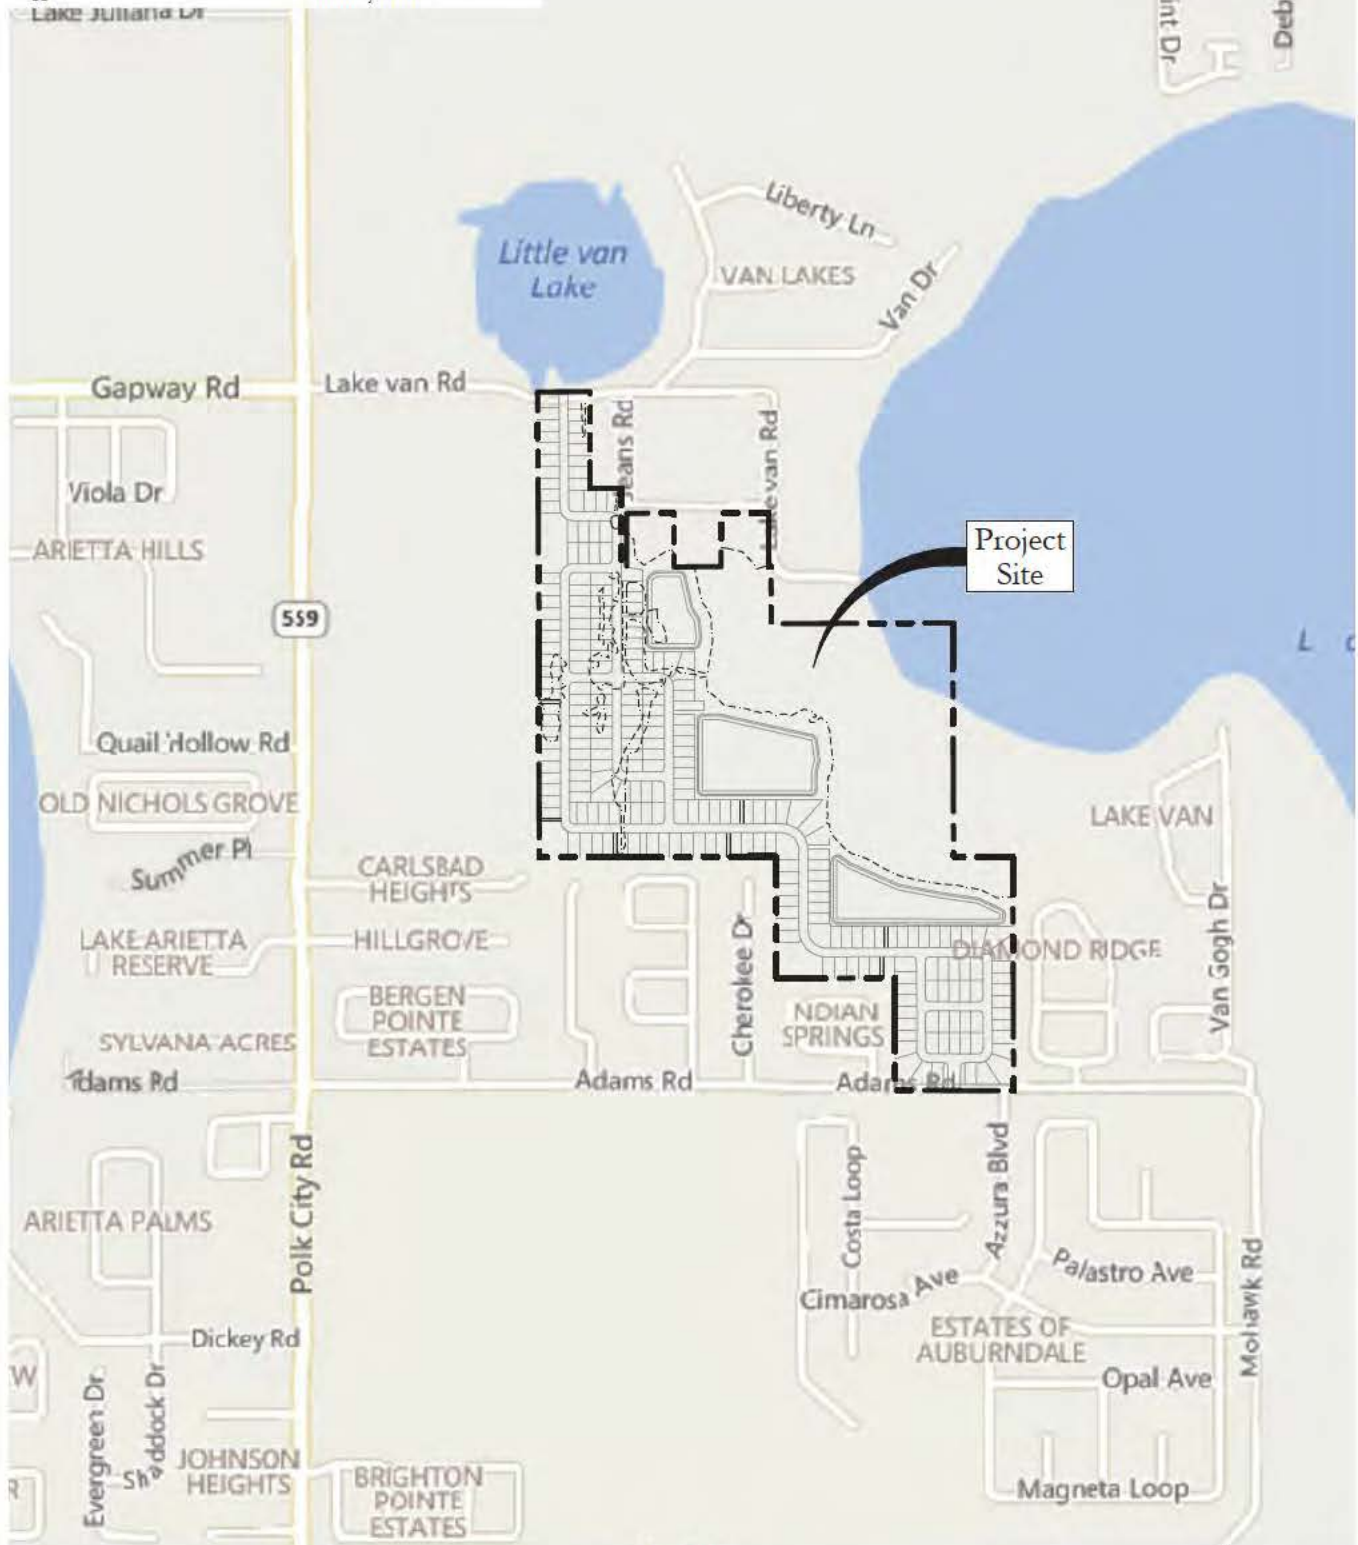 Lake Juliana Dr
int Dr
Deb
Liberty Ln
Little van
Lake
VAN LAKES
Van Dr
Gapway Rd
Lake van Rd
Jeans Rd
Lake van Rd
Viola Dr
ARIETTA HILLS
Project
Site
559
L
Quail Hollow Rd
OLD NICHOLS GROVE
LAKE VAN
Summer Pl
CARLSBAD
HEIGHTS
LAKE ARIETTA
RESERVE
HILLGROVE
Cherokee Dr
DIAMOND RIDGE
Van Gogh Dr
BERGEN
POINTE
ESTATES
NDIAN
SPRINGS
SYLVANA ACRES
Adams Rd
Adams Rd
Adams Rd
Polk City Rd
Costa Loop
Azzura Blvd
ARIETTA PALMS
Palastro Ave
Cimarosa Ave
Mohawk Rd
ESTATES OF
AUBURNDALE
Dickey Rd
Opal Ave
W
Evergreen Dr
Shaddock Dr
JOHNSON
HEIGHTS
BRIGHTON
POINTE
ESTATES
R
Magneta Loop